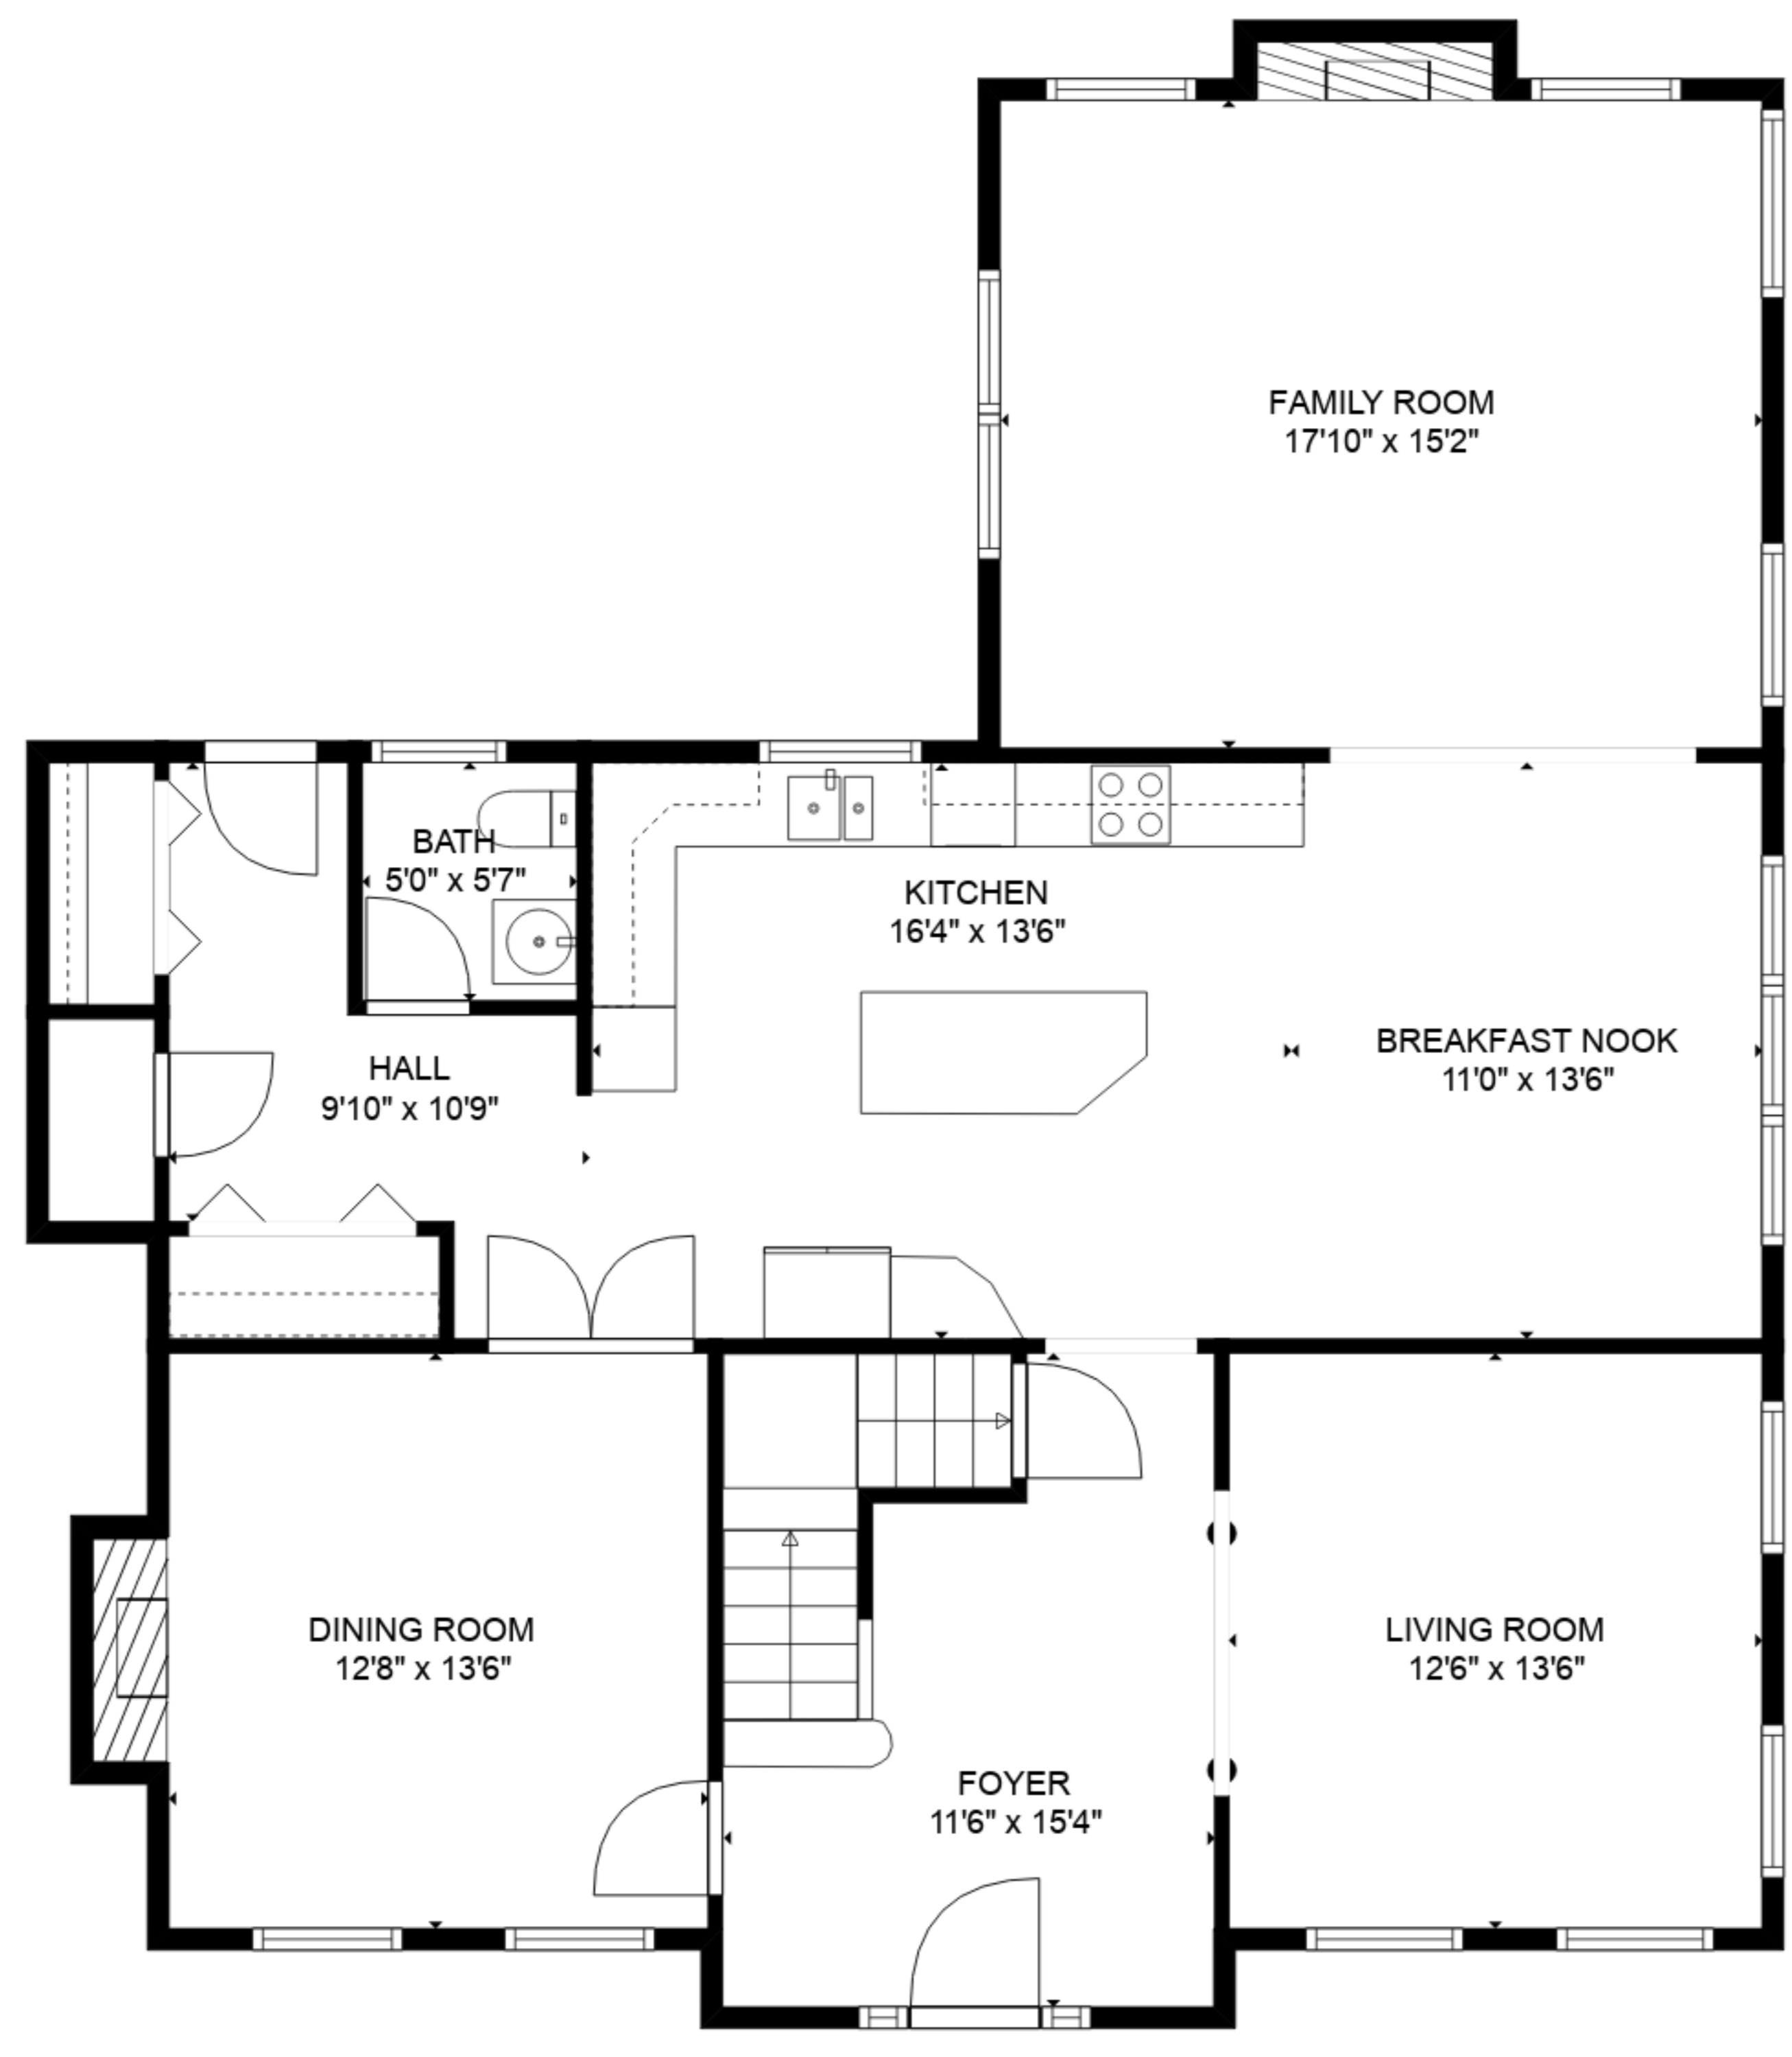 FAMILY ROOM
17'10" x 15'2"
BATH
5'0" x 5'7"
KITCHEN
16'4" x 13'6"
BREAKFAST NOOK
11'0" x 13'6"
HALL
9'10" x 10'9"
DINING ROOM
12'8" x 13'6"
LIVING ROOM
12'6" x 13'6"
FOYER
11'6" x 15'4"